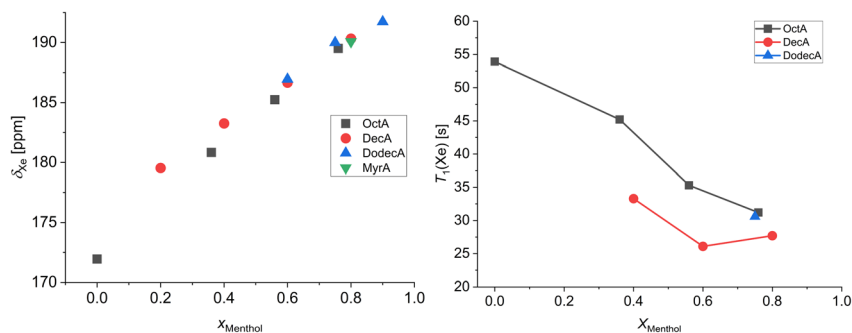 190
185
180
175
170
δXe [ppm]
OctA
DecA
DodecA
MyrA
0.0 0.2 0.4 0.6 0.8 1.0
xMenthol
60
55
50
45
40
35
30
25
20
T1(Xe) [s]
OctA
DecA
DodecA
0.0 0.2 0.4 0.6 0.8 1.0
XMenthol